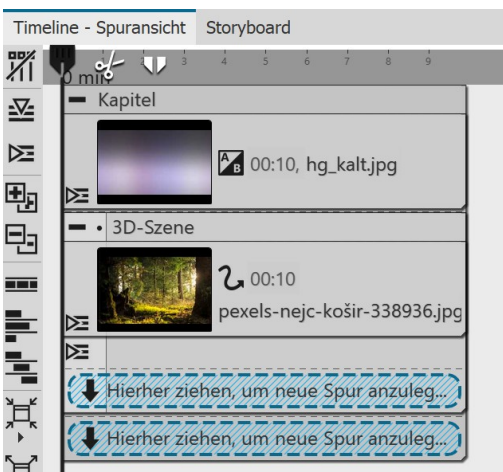 Timeline - Spuransicht Storyboard
3 4 5 6 7 8 9
0 min
Kapitel
A B 00:10, hg_kalt.jpg
• 3D-Szene
00:10
pexels-nejc-košir-338936.jpg
Hierher ziehen, um neue Spur anzuleg...
Hierher ziehen, um neue Spur anzuleg...